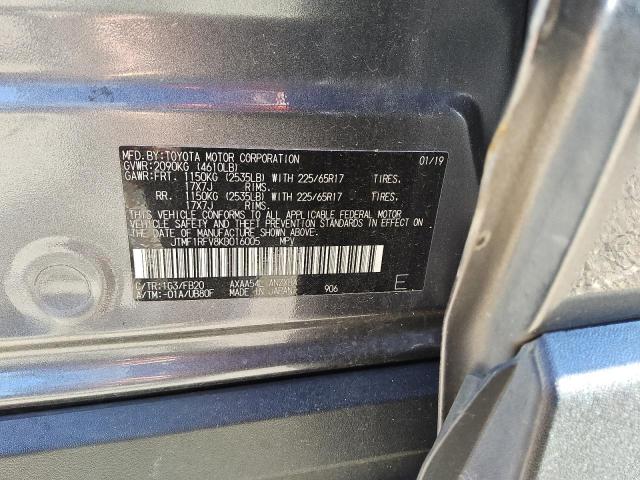 MFD.BY:TOYOTA MOTOR CORPORATION 01/19
GVWR:2090KG (4610LB)
GAWR:FRT. 1150KG (2535LB) WITH 225/65R17 TIRES.
17X7J RIMS.
RR. 1150KG (2535LB) WITH 225/65R17 TIRES.
17X7J RIMS.
THIS VEHICLE CONFORMS TO ALL APPLICABLE FEDERAL MOTOR
VEHICLE SAFETY AND THEFT PREVENTION STANDARDS IN EFFECT
ON THE DATE OF MANUFACTURE SHOWN ABOVE.
JTMF1RFV8KD016005 MPV
C/TR:1G3/FB20 AXAA54L 906 E
A/TM:-01A/UB80F MADE IN JAPAN